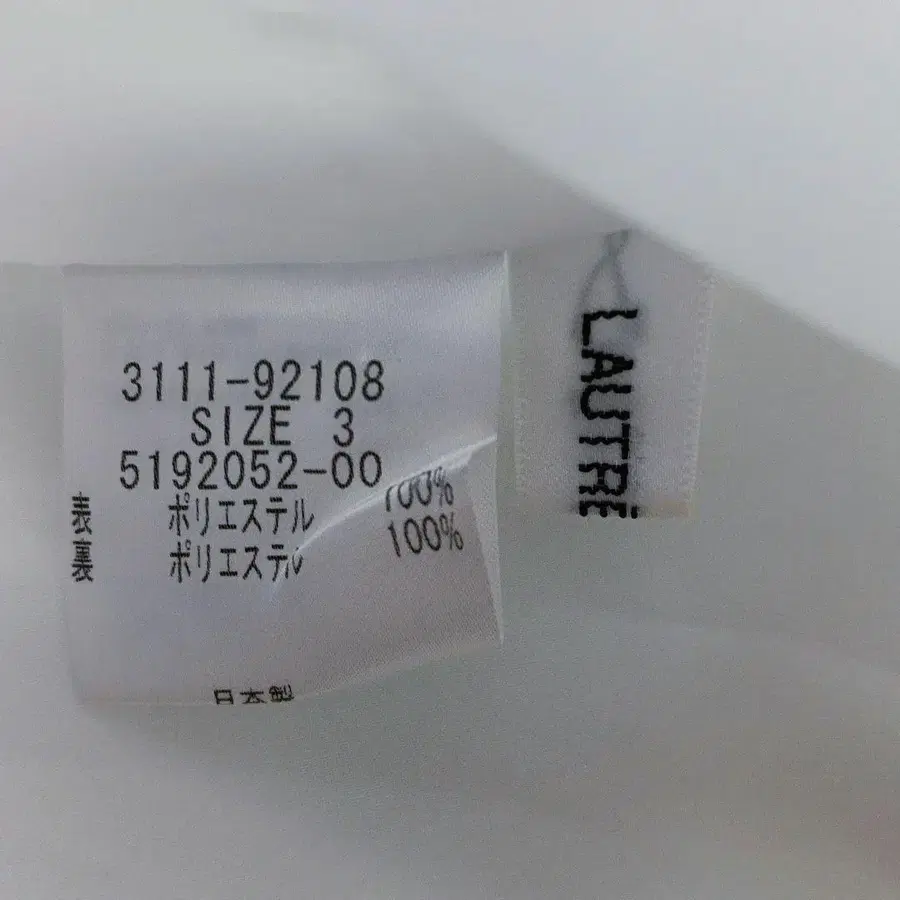 3111-92108
SIZE 3
5192052-00
表 ポリエステル 100%
裏 ポリエステル 100%
日本製
LAUTRE